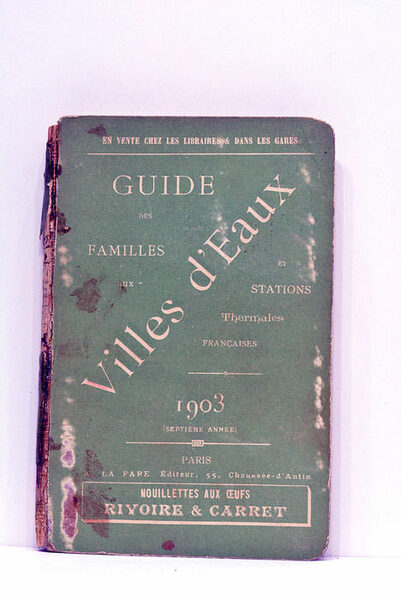 EN VENTE CHEZ LES LIBRAIRES & DANS LES GARES
GUIDE
DES
FAMILLES
AUX
Villes d'Eaux
ET
STATIONS
Thermales
FRANÇAISES
1903
(SEPTIÈME ANNÉE)
PARIS
LA FARE Éditeur, 55, Chaussée-d'Antin
NOUILLETTES AUX ŒUFS
RIVOIRE & CARRET